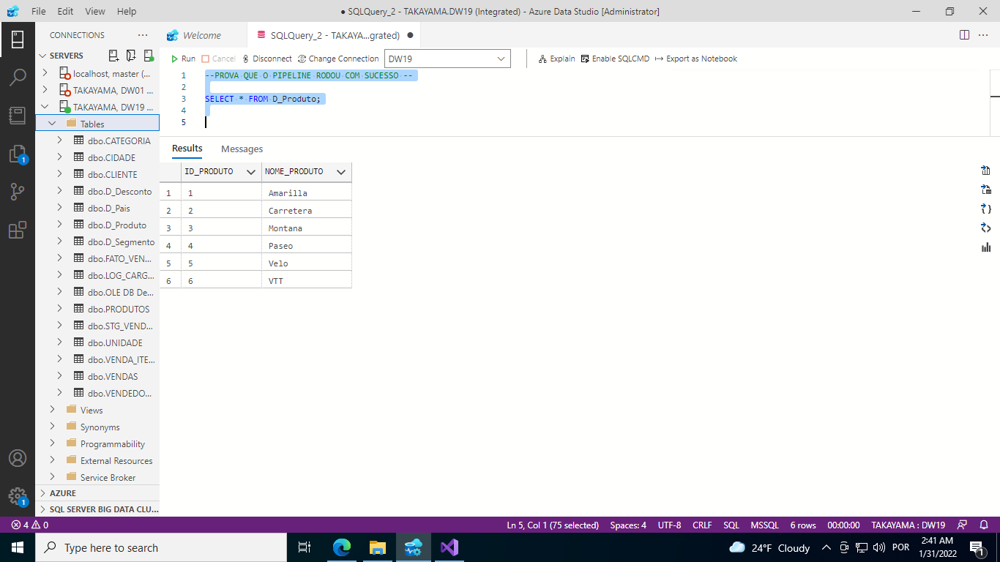 File Edit View Help ● SQLQuery_2 - TAKAYAMA.DW19 (Integrated) - Azure Data Studio [Administrator]
CONNECTIONS ···
SERVERS
localhost, master (...
TAKAYAMA, DW01 ...
TAKAYAMA, DW19 ...
Tables
dbo.CATEGORIA
dbo.CIDADE
dbo.CLIENTE
dbo.D_Desconto
dbo.D_Pais
dbo.D_Produto
dbo.D_Segmento
dbo.FATO_VEN...
dbo.LOG_CARG...
dbo.OLE DB De...
dbo.PRODUTOS
dbo.STG_VEND...
dbo.UNIDADE
dbo.VENDA_ITE...
dbo.VENDAS
dbo.VENDEDO...
Views
Synonyms
Programmability
External Resources
Service Broker
AZURE
SQL SERVER BIG DATA CLU...
1
1
Welcome SQLQuery_2 - TAKAYA...grated) ●
Run Cancel Disconnect Change Connection DW19 Explain Enable SQLCMD Export as Notebook
1 --PROVA QUE O PIPELINE RODOU COM SUCESSO --
2
3 SELECT * FROM D_Produto;
4
5
Results Messages
ID_PRODUTO NOME_PRODUTO
1 1 Amarilla
2 2 Carretera
3 3 Montana
4 4 Paseo
5 5 Velo
6 6 VTT
4 0 Ln 5, Col 1 (75 selected) Spaces: 4 UTF-8 CRLF SQL MSSQL 6 rows 00:00:00 TAKAYAMA : DW19
Type here to search 24°F Cloudy POR 2:41 AM
1/31/2022 1